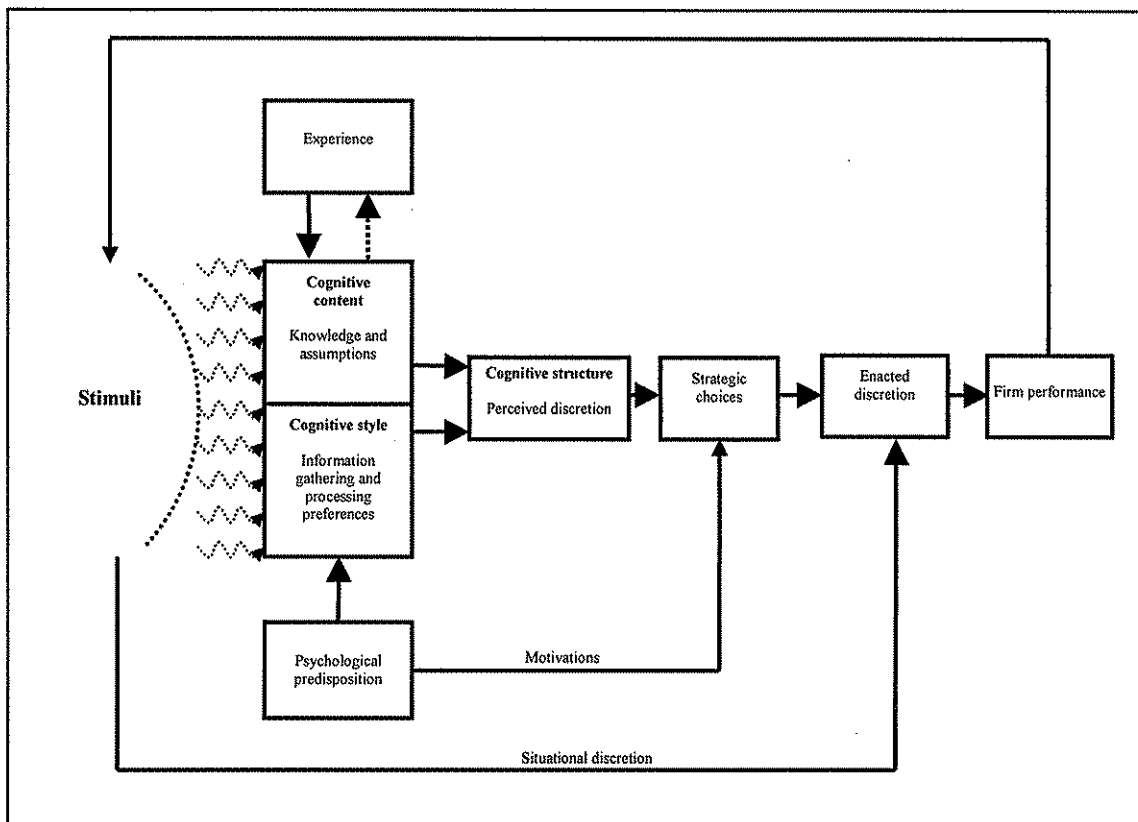 Experience
Cognitive
content
Knowledge and
assumptions
Stimuli
Cognitive style
Information
gathering and
processing
preferences
Cognitive structure
Perceived discretion
Strategic
choices
Enacted
discretion
Firm performance
Psychological
predisposition
Motivations
Situational discretion